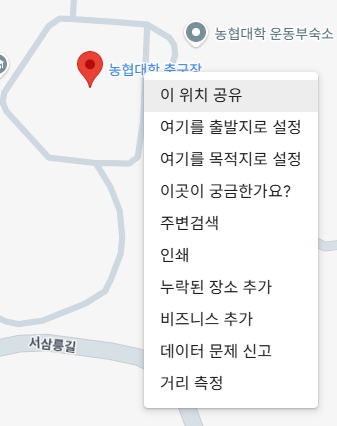 농협대학 운동부숙소
농협대학 축구장
이 위치 공유
여기를 출발지로 설정
여기를 목적지로 설정
이곳이 궁금한가요?
주변검색
인쇄
누락된 장소 추가
비즈니스 추가
데이터 문제 신고
거리 측정
서삼릉길